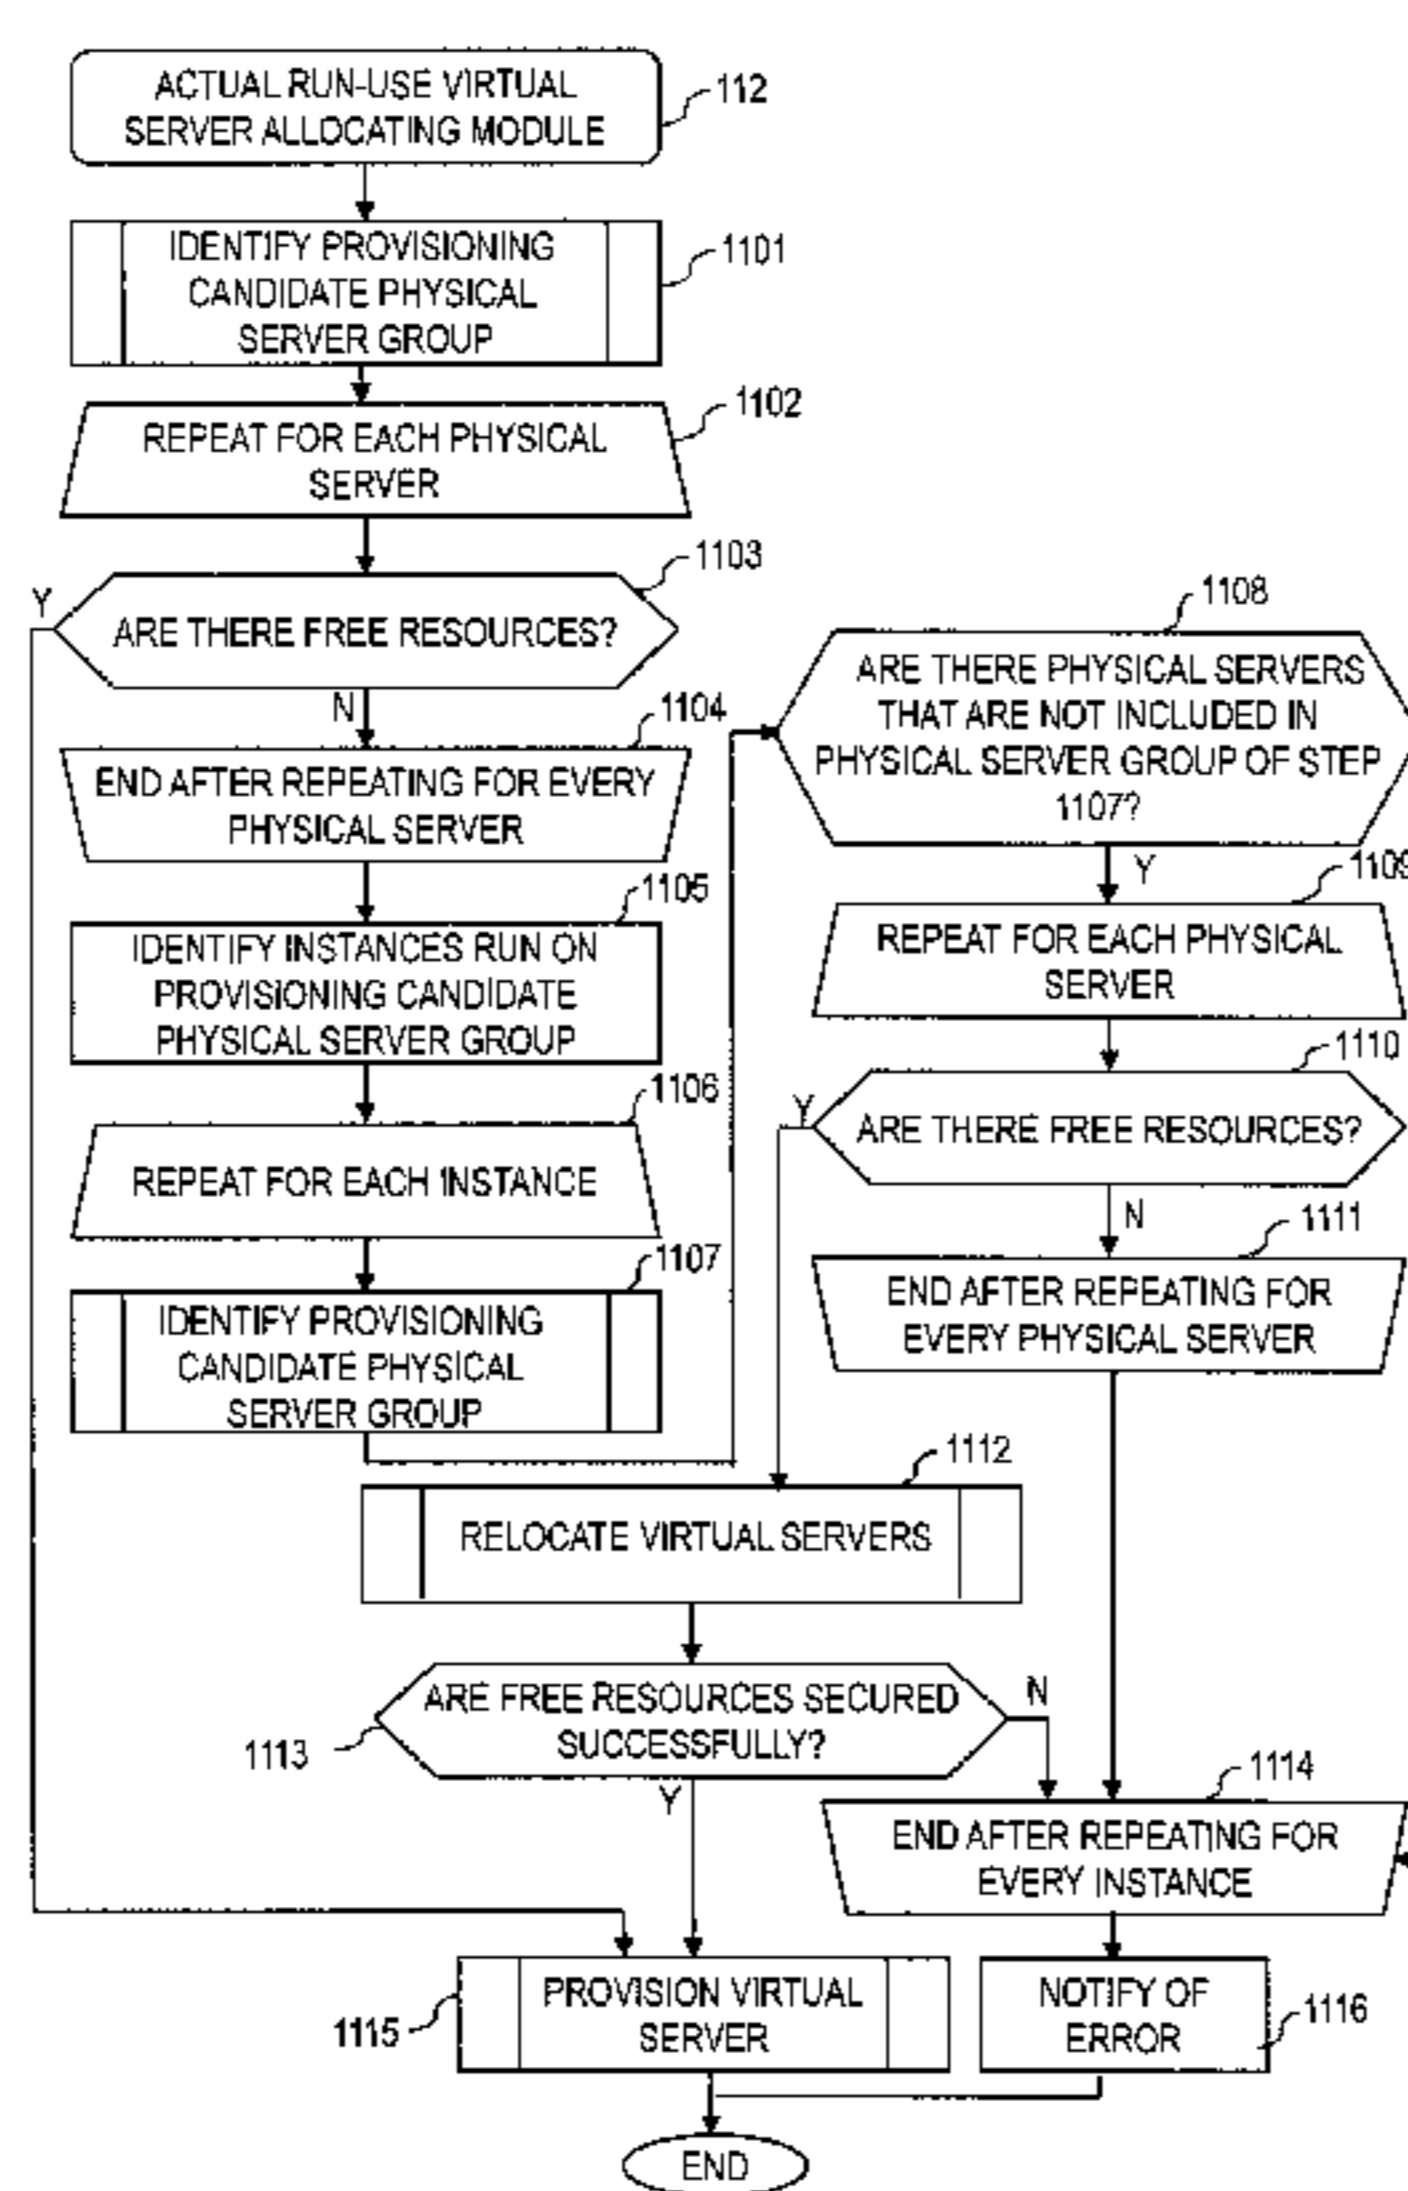 ACTUAL RUN-USE VIRTUAL
SERVER ALLOCATING MODULE
112
IDENTIFY PROVISIONING
CANDIDATE PHYSICAL
SERVER GROUP
1101
REPEAT FOR EACH PHYSICAL
SERVER
1102
ARE THERE FREE RESOURCES?
1103
Y
N
END AFTER REPEATING FOR EVERY
PHYSICAL SERVER
1104
IDENTIFY INSTANCES RUN ON
PROVISIONING CANDIDATE
PHYSICAL SERVER GROUP
1105
REPEAT FOR EACH INSTANCE
1106
IDENTIFY PROVISIONING
CANDIDATE PHYSICAL
SERVER GROUP
1107
ARE THERE PHYSICAL SERVERS
THAT ARE NOT INCLUDED IN
PHYSICAL SERVER GROUP OF STEP
1107?
1108
Y
REPEAT FOR EACH PHYSICAL
SERVER
1109
ARE THERE FREE RESOURCES?
1110
Y
N
END AFTER REPEATING FOR
EVERY PHYSICAL SERVER
1111
RELOCATE VIRTUAL SERVERS
1112
ARE FREE RESOURCES SECURED
SUCCESSFULLY?
1113
N
Y
END AFTER REPEATING FOR
EVERY INSTANCE
1114
PROVISION VIRTUAL
SERVER
1115
NOTIFY OF
ERROR
1116
END